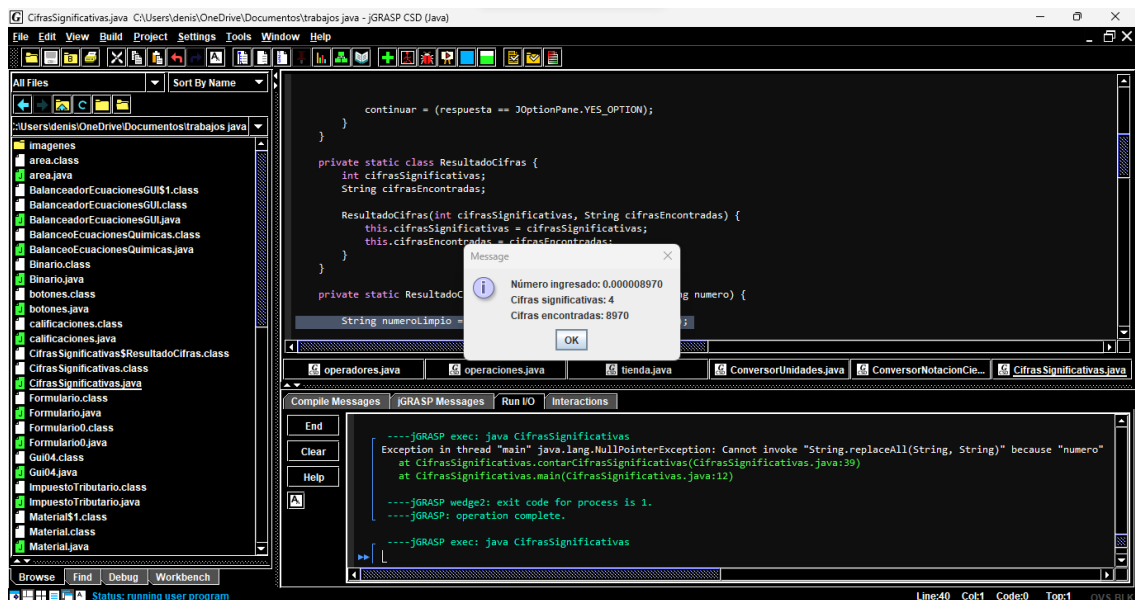 CifrasSignificativas.java C:\Users\denis\OneDrive\Documentos\trabajos java - jGRASP CSD (Java)
File Edit View Build Project Settings Tools Window Help
All Files Sort By Name
:\Users\denis\OneDrive\Documentos\trabajos java
imagenes
area.class
area.java
BalanceadorEcuacionesGUI$1.class
BalanceadorEcuacionesGUI.class
BalanceadorEcuacionesGUI.java
BalanceoEcuacionesQuimicas.class
BalanceoEcuacionesQuimicas.java
Binario.class
Binario.java
botones.class
botones.java
calificaciones.class
calificaciones.java
CifrasSignificativas$ResultadoCifras.class
CifrasSignificativas.class
CifrasSignificativas.java
Formulario.class
Formulario.java
Formulario0.class
Formulario0.java
Gui04.class
Gui04.java
ImpuestoTributario.class
ImpuestoTributario.java
Material$1.class
Material.class
Material.java
Browse Find Debug Workbench
continuar = (respuesta == JOptionPane.YES_OPTION);
}
}
private static class ResultadoCifras {
int cifrasSignificativas;
String cifrasEncontradas;
ResultadoCifras(int cifrasSignificativas, String cifrasEncontradas) {
this.cifrasSignificativas = cifrasSignificativas;
this.cifrasEncontradas = cifrasEncontradas;
}
}
private static ResultadoC ng numero) {
String numeroLimpio = ;
Message
Número ingresado: 0.000008970
Cifras significativas: 4
Cifras encontradas: 8970
OK
operadores.java operaciones.java tienda.java ConversorUnidades.java ConversorNotacionCie... CifrasSignificativas.java
Compile Messages jGRASP Messages Run I/O Interactions
End
Clear
Help
A
----jGRASP exec: java CifrasSignificativas
Exception in thread "main" java.lang.NullPointerException: Cannot invoke "String.replaceAll(String, String)" because "numero"
at CifrasSignificativas.contarCifrasSignificativas(CifrasSignificativas.java:39)
at CifrasSignificativas.main(CifrasSignificativas.java:12)
----jGRASP wedge2: exit code for process is 1.
----jGRASP: operation complete.
----jGRASP exec: java CifrasSignificativas
Status: running user program
Line:40 Col:1 Code:0 Top:1 OVS BLK